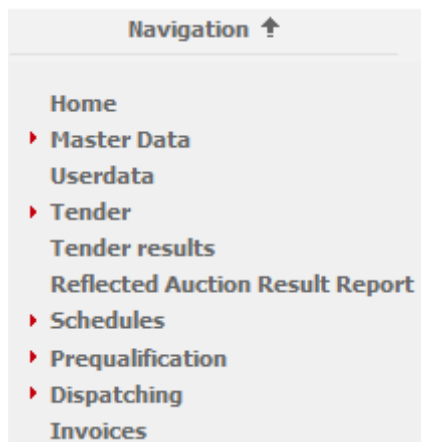 Navigation
Home
Master Data
Userdata
Tender
Tender results
Reflected Auction Result Report
Schedules
Prequalification
Dispatching
Invoices